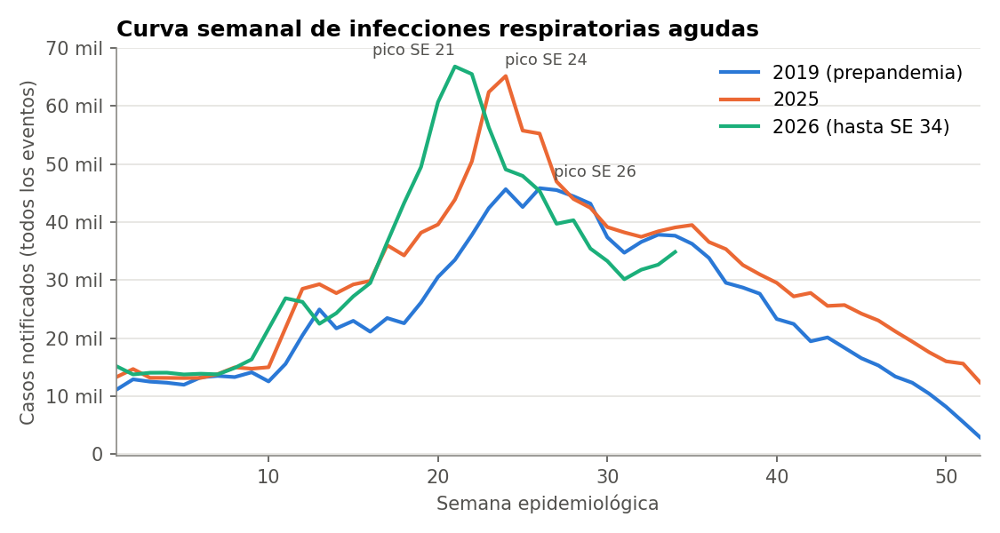 Curva semanal de infecciones respiratorias agudas
70 mil
60 mil
50 mil
40 mil
30 mil
20 mil
10 mil
0
Casos notificados (todos los eventos)
pico SE 21
pico SE 24
pico SE 26
2019 (prepandemia)
2025
2026 (hasta SE 34)
10
20
30
40
50
Semana epidemiológica